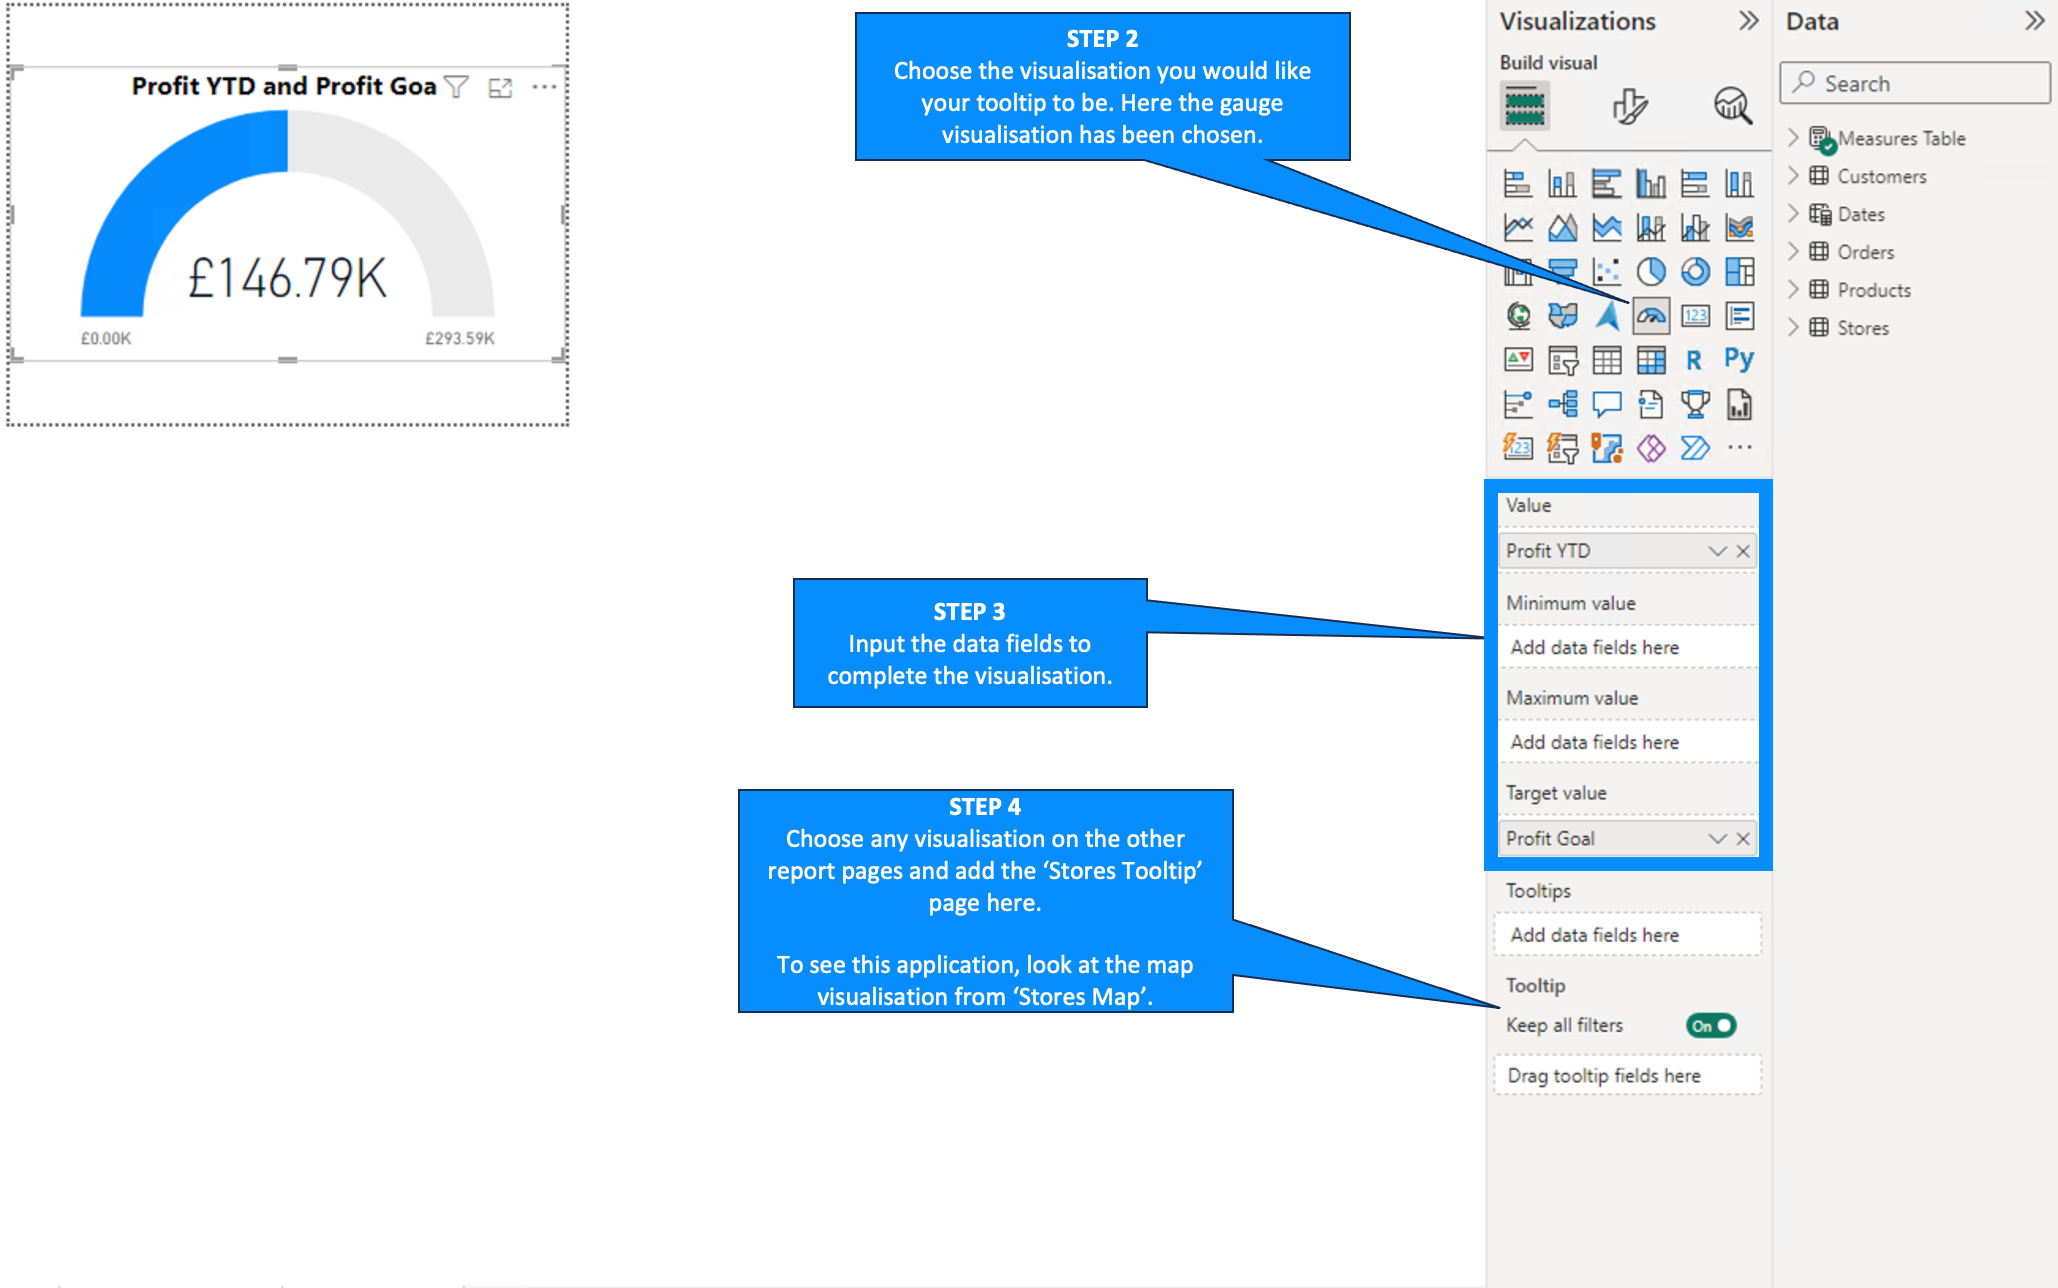 Profit YTD and Profit Goa
£146.79K
£0.00K
£293.59K
STEP 2
Choose the visualisation you would like
your tooltip to be. Here the gauge
visualisation has been chosen.
STEP 3
Input the data fields to
complete the visualisation.
STEP 4
Choose any visualisation on the other
report pages and add the ‘Stores Tooltip’
page here.
To see this application, look at the map
visualisation from ‘Stores Map’.
Visualizations
Build visual
123
R
Py
123
Value
Profit YTD
Minimum value
Add data fields here
Maximum value
Add data fields here
Target value
Profit Goal
Tooltips
Add data fields here
Tooltip
Keep all filters
On
Drag tooltip fields here
Data
Search
Measures Table
Customers
Dates
Orders
Products
Stores